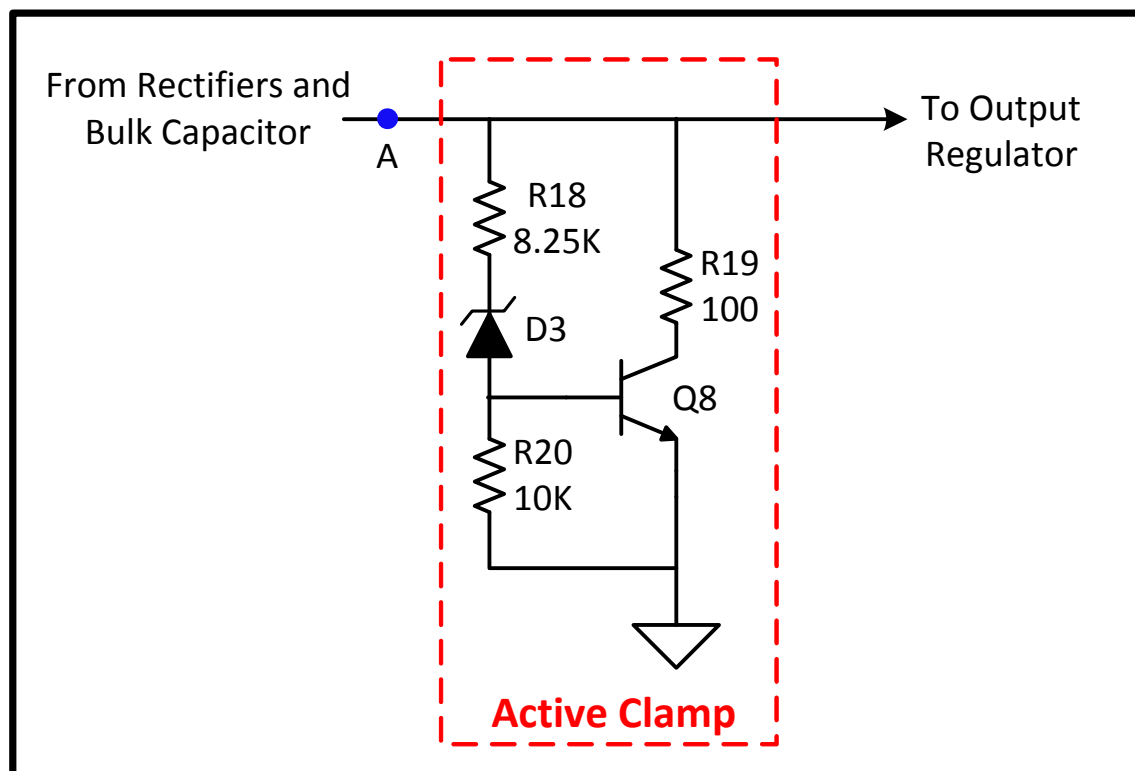 From Rectifiers and
Bulk Capacitor
A
To Output
Regulator
R18
8.25K
R19
100
D3
Q8
R20
10K
Active Clamp